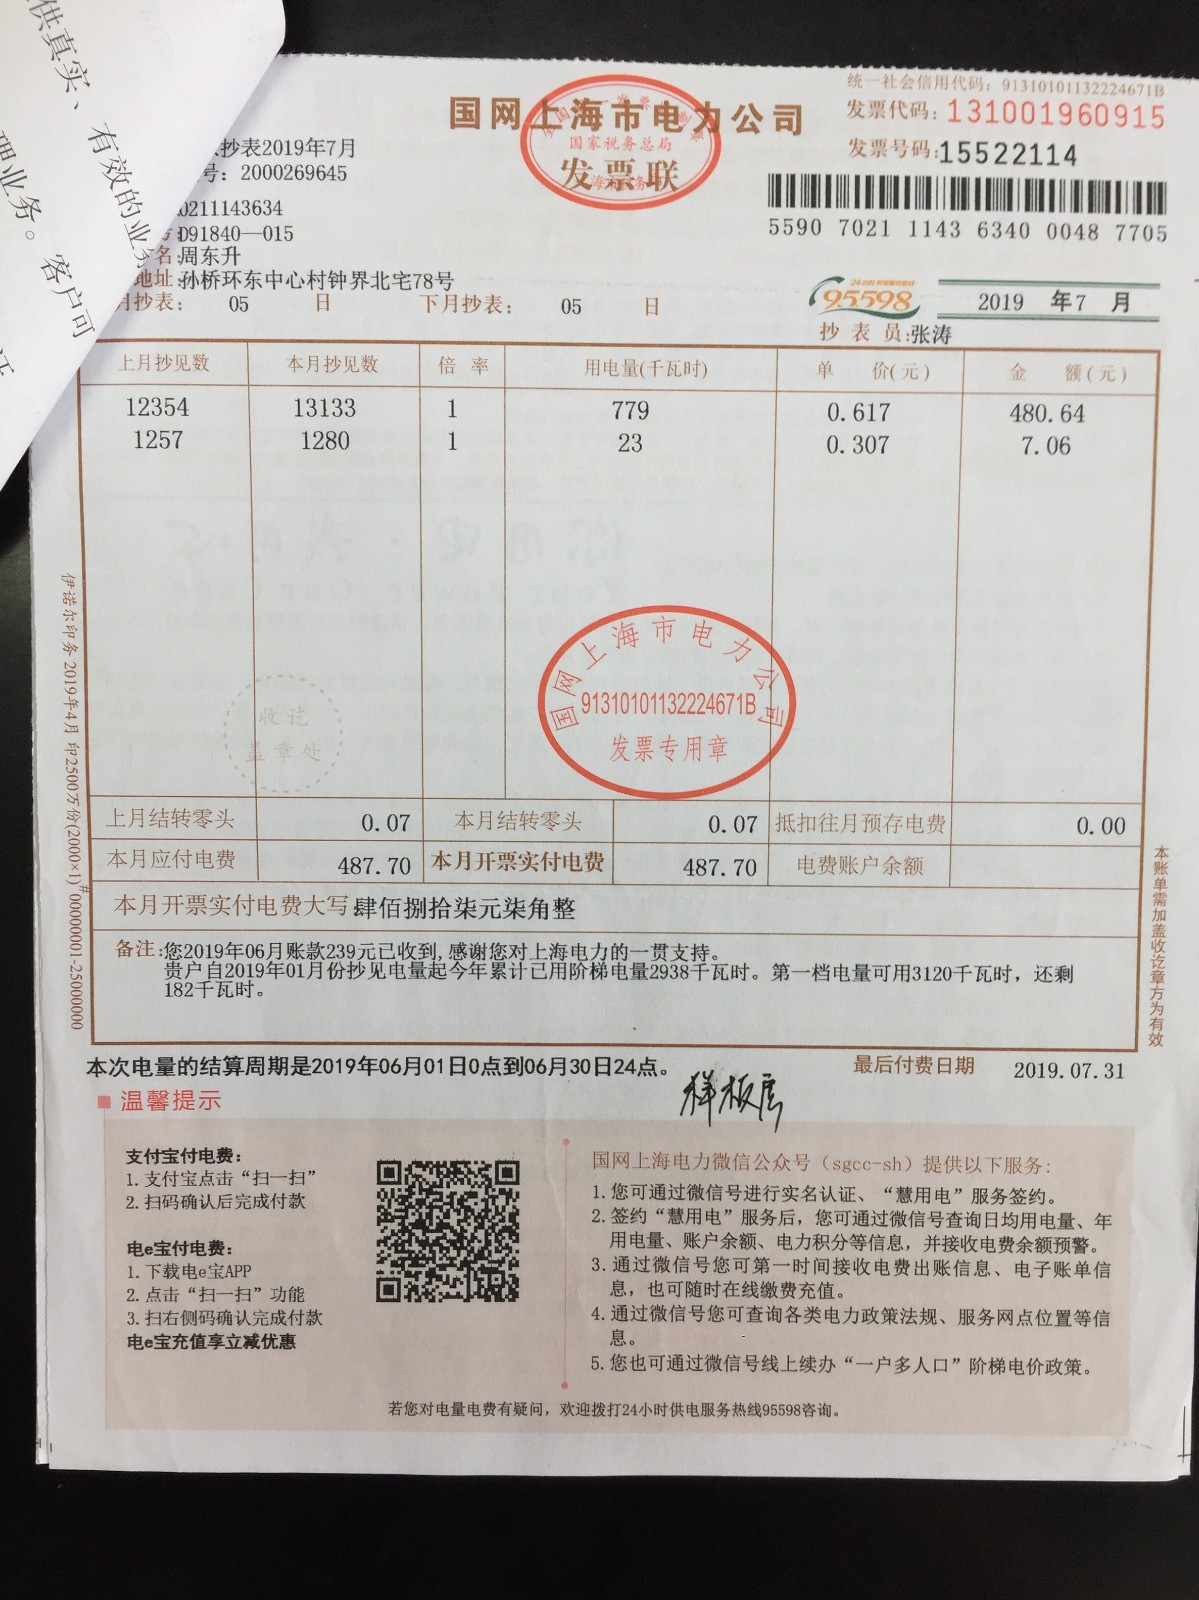 供真实、有效的业务
理业务。客户可
证
统一社会信用代码：91310101132224671B
国网上海市电力公司
发票代码：131001960915
国家税务总局
发票联
发票号码:15522114
抄表2019年7月
号：2000269645
5590 7021 1143 6340 0048 7705
0211143634
D91840--015
名:周东升
地址:孙桥环东中心村钟界北宅78号
月抄表： 05 日 下月抄表： 05 日
95598
2019 年7 月
抄表员:张涛
上月抄见数 本月抄见数 倍率 用电量(千瓦时) 单价(元) 金额(元)
12354 13133 1 779 0.617 480.64
1257 1280 1 23 0.307 7.06
国网上海市电力公司
91310101132224671B
发票专用章
收讫
盖章处
伊诺尔印务 2019年4月 印2500万份(2000×1)# 00000001-25000000
上月结转零头 0.07 本月结转零头 0.07 抵扣往月预存电费 0.00
本月应付电费 487.70 本月开票实付电费 487.70 电费账户余额
本月开票实付电费大写 肆佰捌拾柒元柒角整
备注:您2019年06月账款239元已收到,感谢您对上海电力的一贯支持。
贵户自2019年01月份抄见电量起今年累计已用阶梯电量2938千瓦时。第一档电量可用3120千瓦时，还剩
182千瓦时。
本账单需加盖收讫章方为有效
本次电量的结算周期是2019年06月01日0点到06月30日24点。
最后付费日期 2019.07.31
样板房
温馨提示
支付宝付电费：
1. 支付宝点击“扫一扫”
2. 扫码确认后完成付款
电e宝付电费：
1. 下载电e宝APP
2. 点击“扫一扫”功能
3. 扫右侧码确认完成付款
电e宝充值享立减优惠
国网上海电力微信公众号（sgcc-sh）提供以下服务:
1. 您可通过微信号进行实名认证、“慧用电”服务签约。
2. 签约“慧用电”服务后，您可通过微信号查询日均用电量、年
用电量、账户余额、电力积分等信息，并接收电费余额预警。
3. 通过微信号您可第一时间接收电费出账信息、电子账单信
息，也可随时在线缴费充值。
4. 通过微信号您可查询各类电力政策法规、服务网点位置等信
息。
5. 您也可通过微信号线上续办“一户多人口”阶梯电价政策。
若您对电量电费有疑问，欢迎拨打24小时供电服务热线95598咨询。